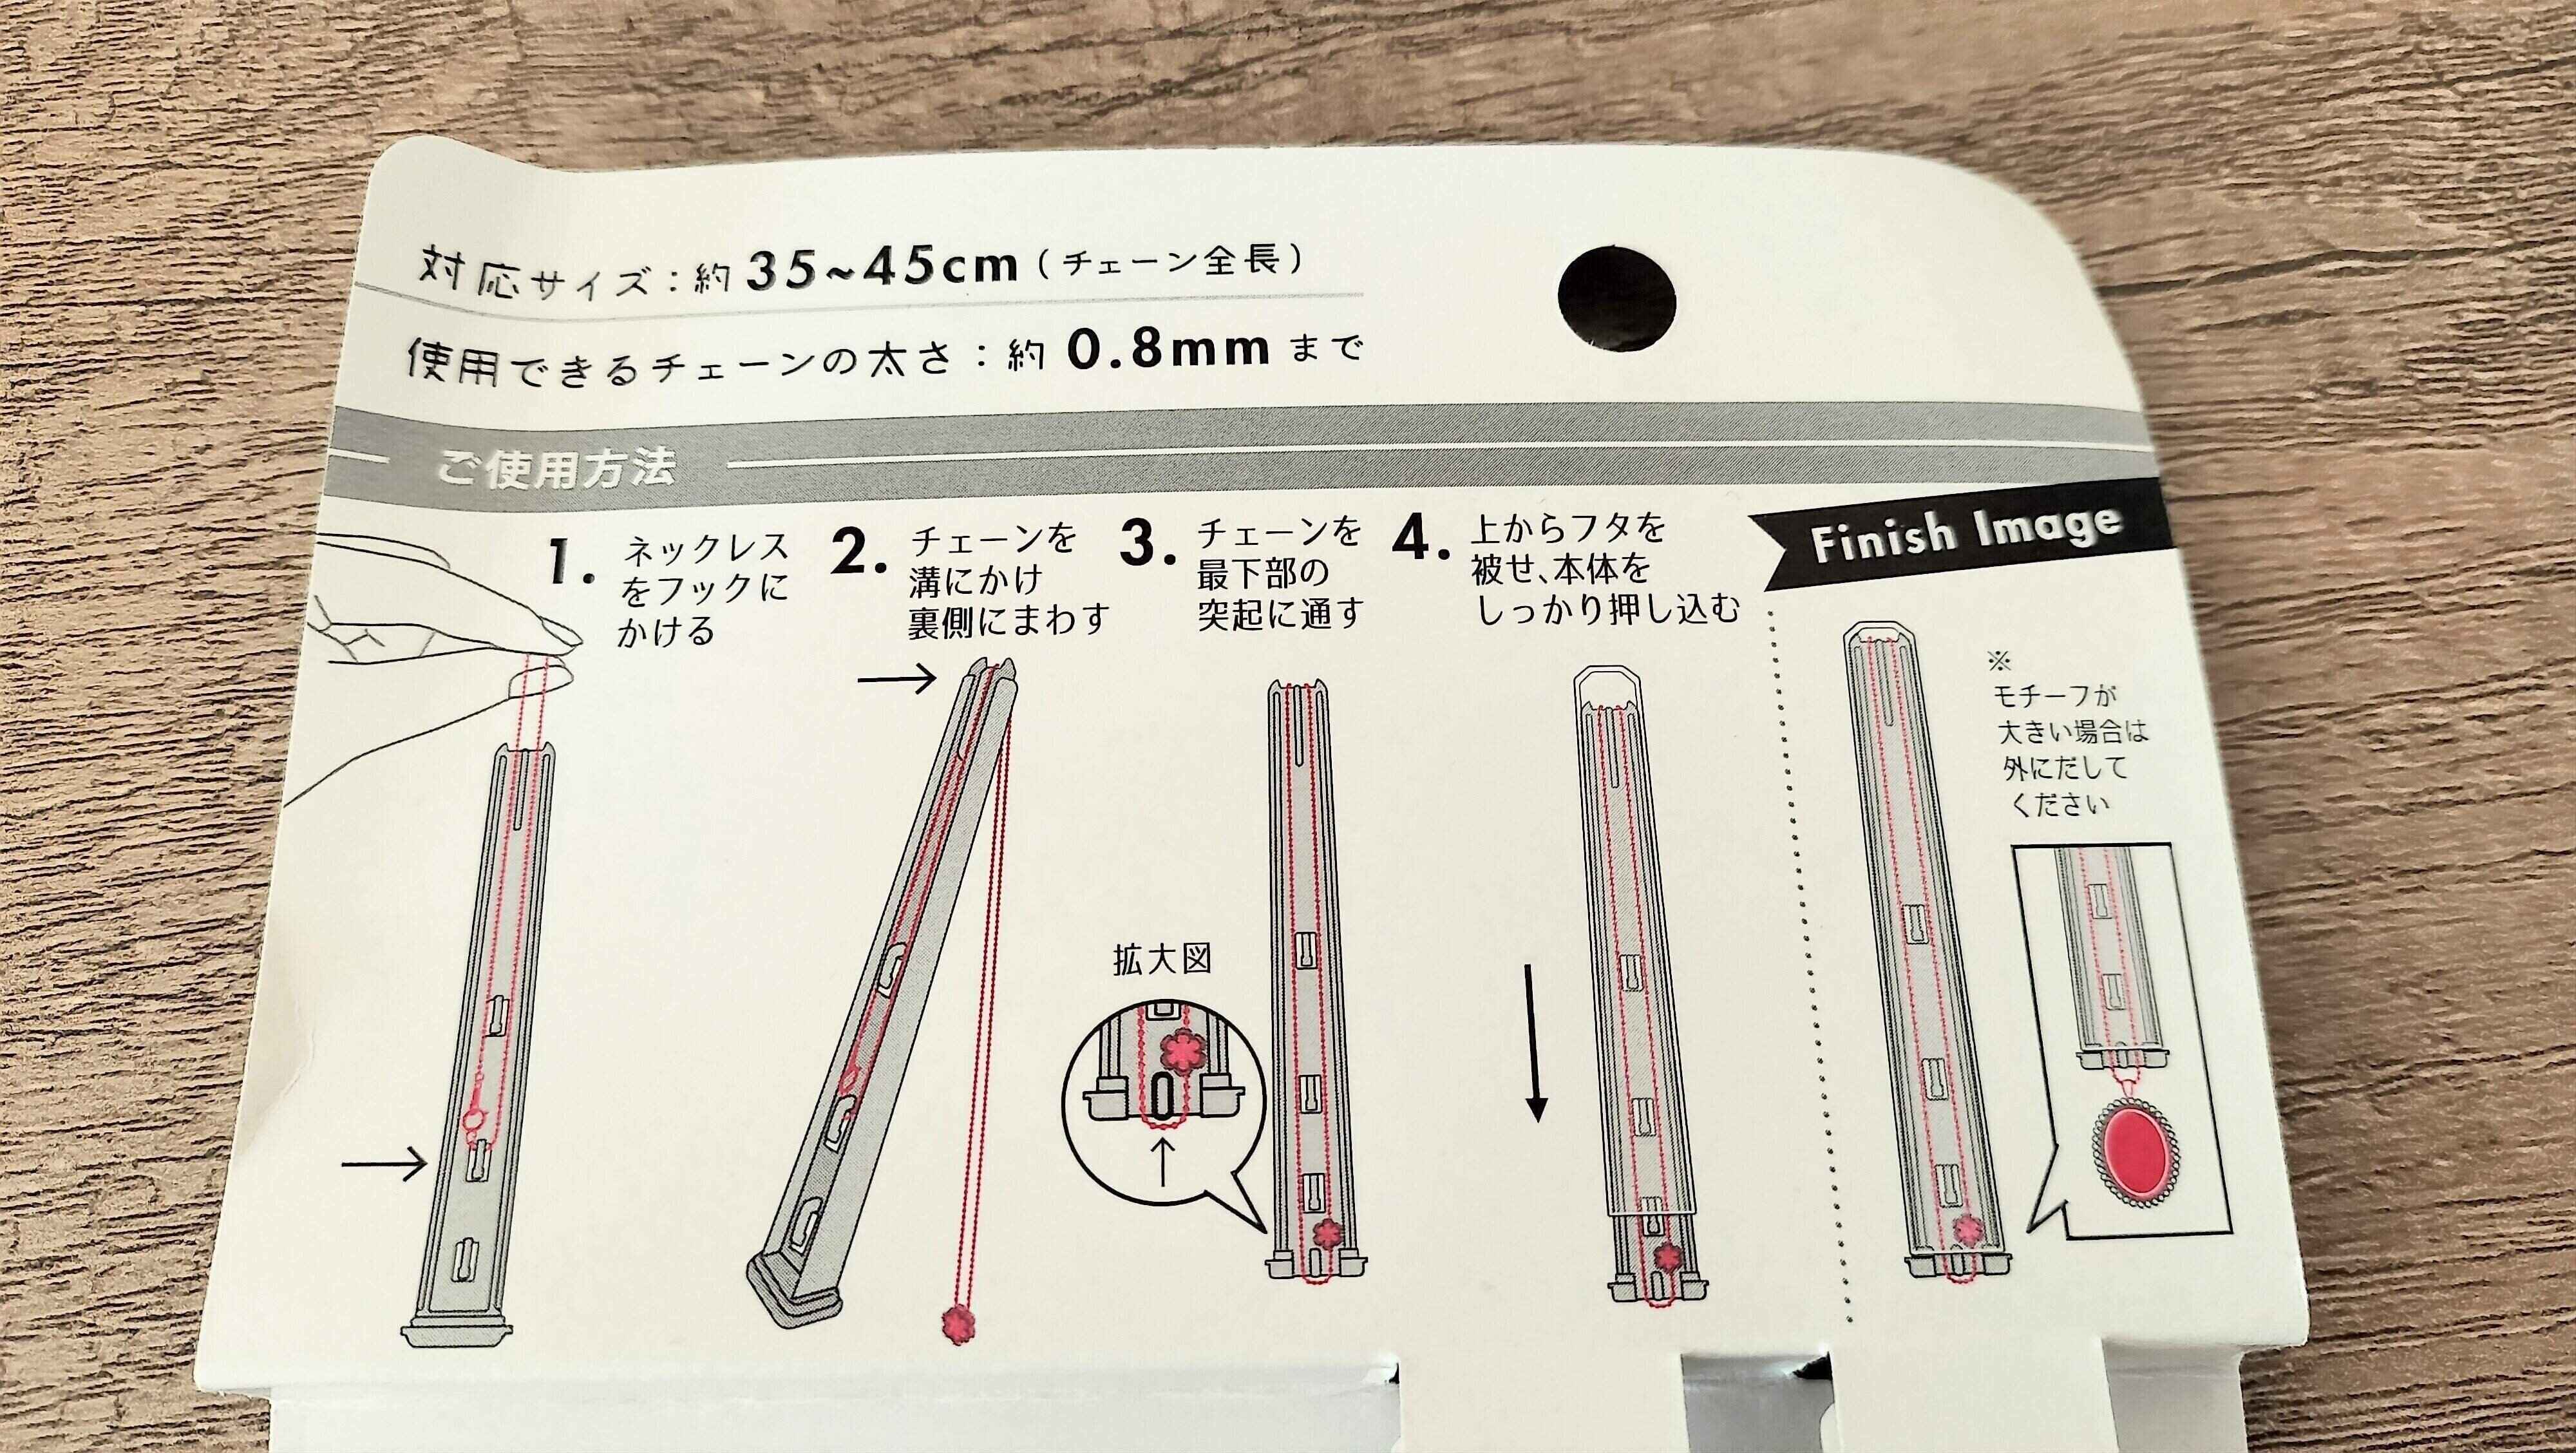 対応サイズ：約35~45cm（チェーン全長）
使用できるチェーンの太さ：約 0.8mm まで
ご使用方法
1. ネックレス
をフックに
かける
2. チェーンを
溝にかけ
裏側にまわす
3. チェーンを
最下部の
突起に通す
拡大図
4. 上からフタを
被せ、本体を
しっかり押し込む
Finish Image
※
モチーフが
大きい場合は
外にだして
ください